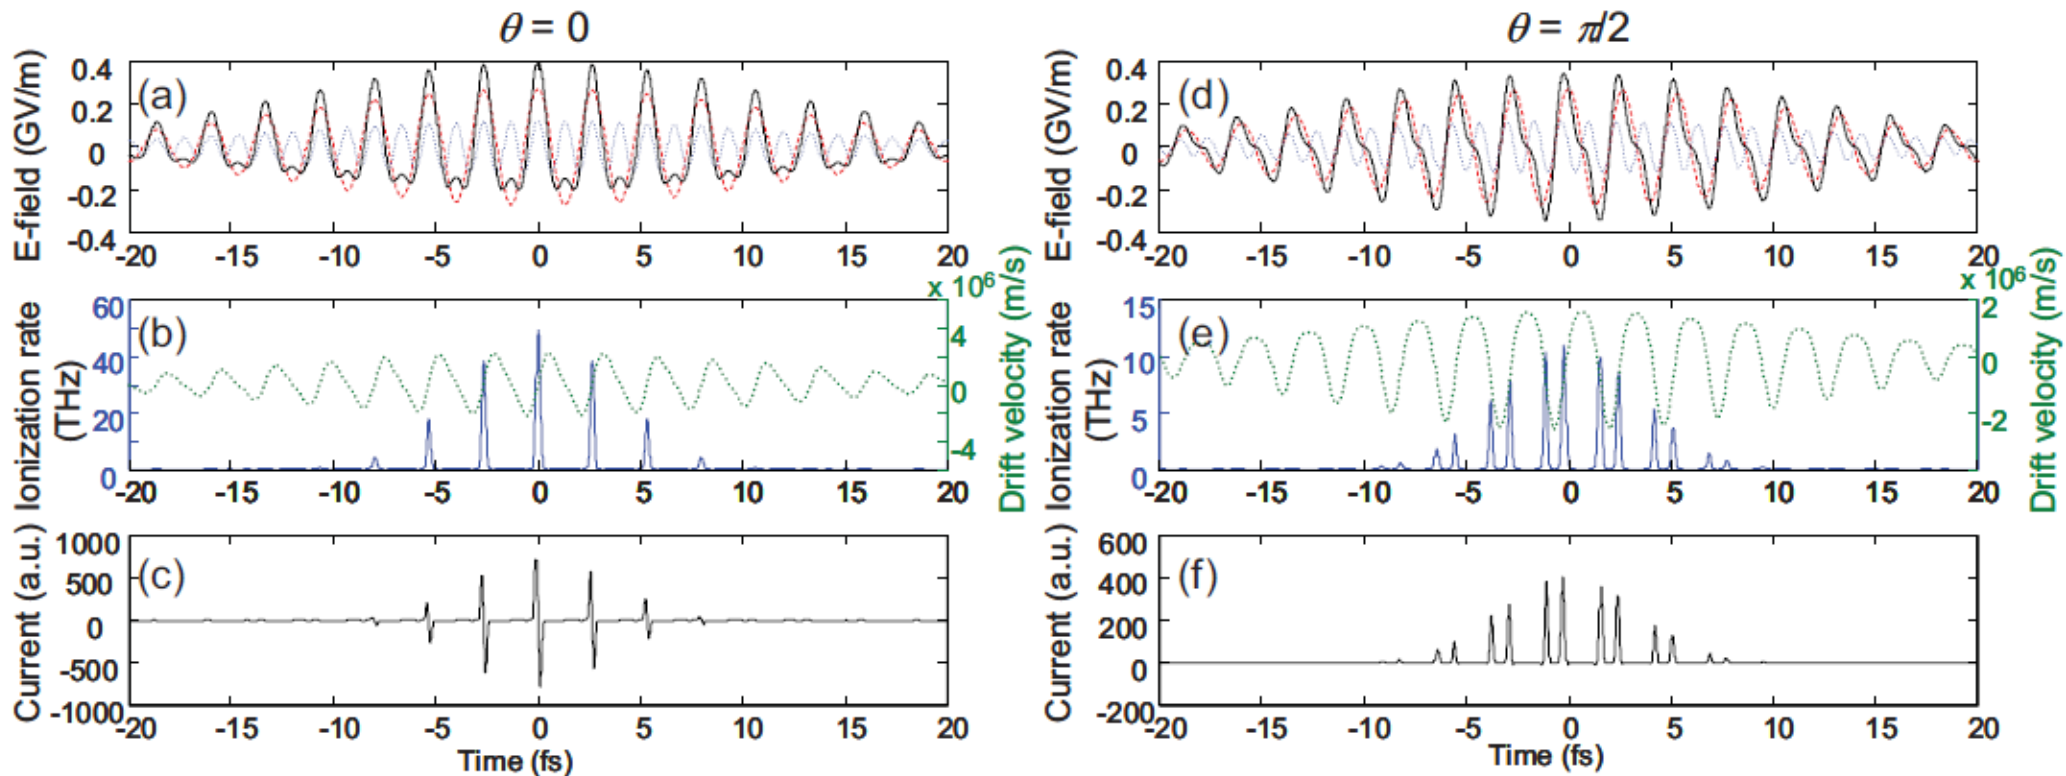 θ = 0
E-field (GV/m)
0.4
0.2
0
-0.2
-0.4
(a)
-20 -15 -10 -5 0 5 10 15 20
Ionization rate
(THz)
60
40
20
0
(b)
x 10⁶
4
0
-4
Drift velocity (m/s)
-20 -15 -10 -5 0 5 10 15 20
Current (a.u.)
1000
500
0
-500
-1000
(c)
-20 -15 -10 -5 0 5 10 15 20
Time (fs)
θ = π/2
E-field (GV/m)
0.4
0.2
0
-0.2
-0.4
(d)
-20 -15 -10 -5 0 5 10 15 20
Ionization rate
(THz)
15
10
5
0
(e)
x 10⁶
2
0
-2
Drift velocity (m/s)
-20 -15 -10 -5 0 5 10 15 20
Current (a.u.)
600
400
200
0
-200
(f)
-20 -15 -10 -5 0 5 10 15 20
Time (fs)